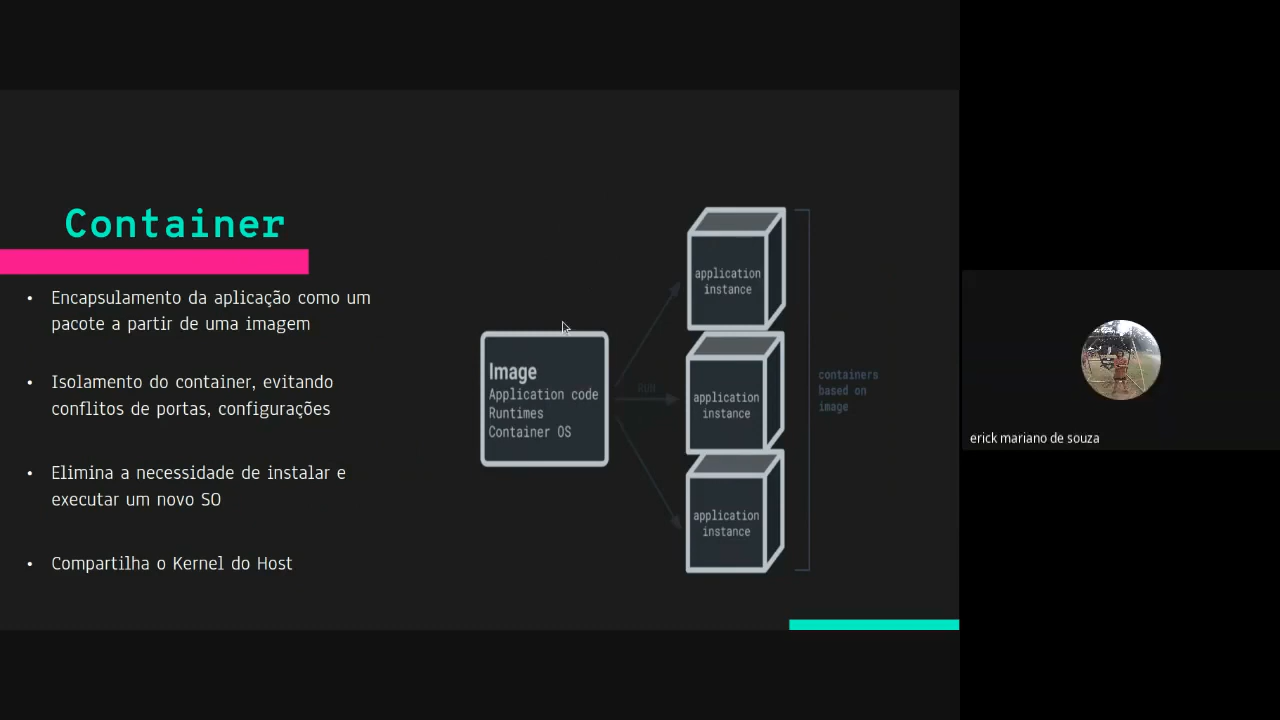 Container
• Encapsulamento da aplicação como um
pacote a partir de uma imagem
• Isolamento do container, evitando
conflitos de portas, configurações
• Elimina a necessidade de instalar e
executar um novo SO
• Compartilha o Kernel do Host
Image
Application code
Runtimes
Container OS
RUN
application
instance
application
instance
application
instance
containers
based on
image
erick mariano de souza